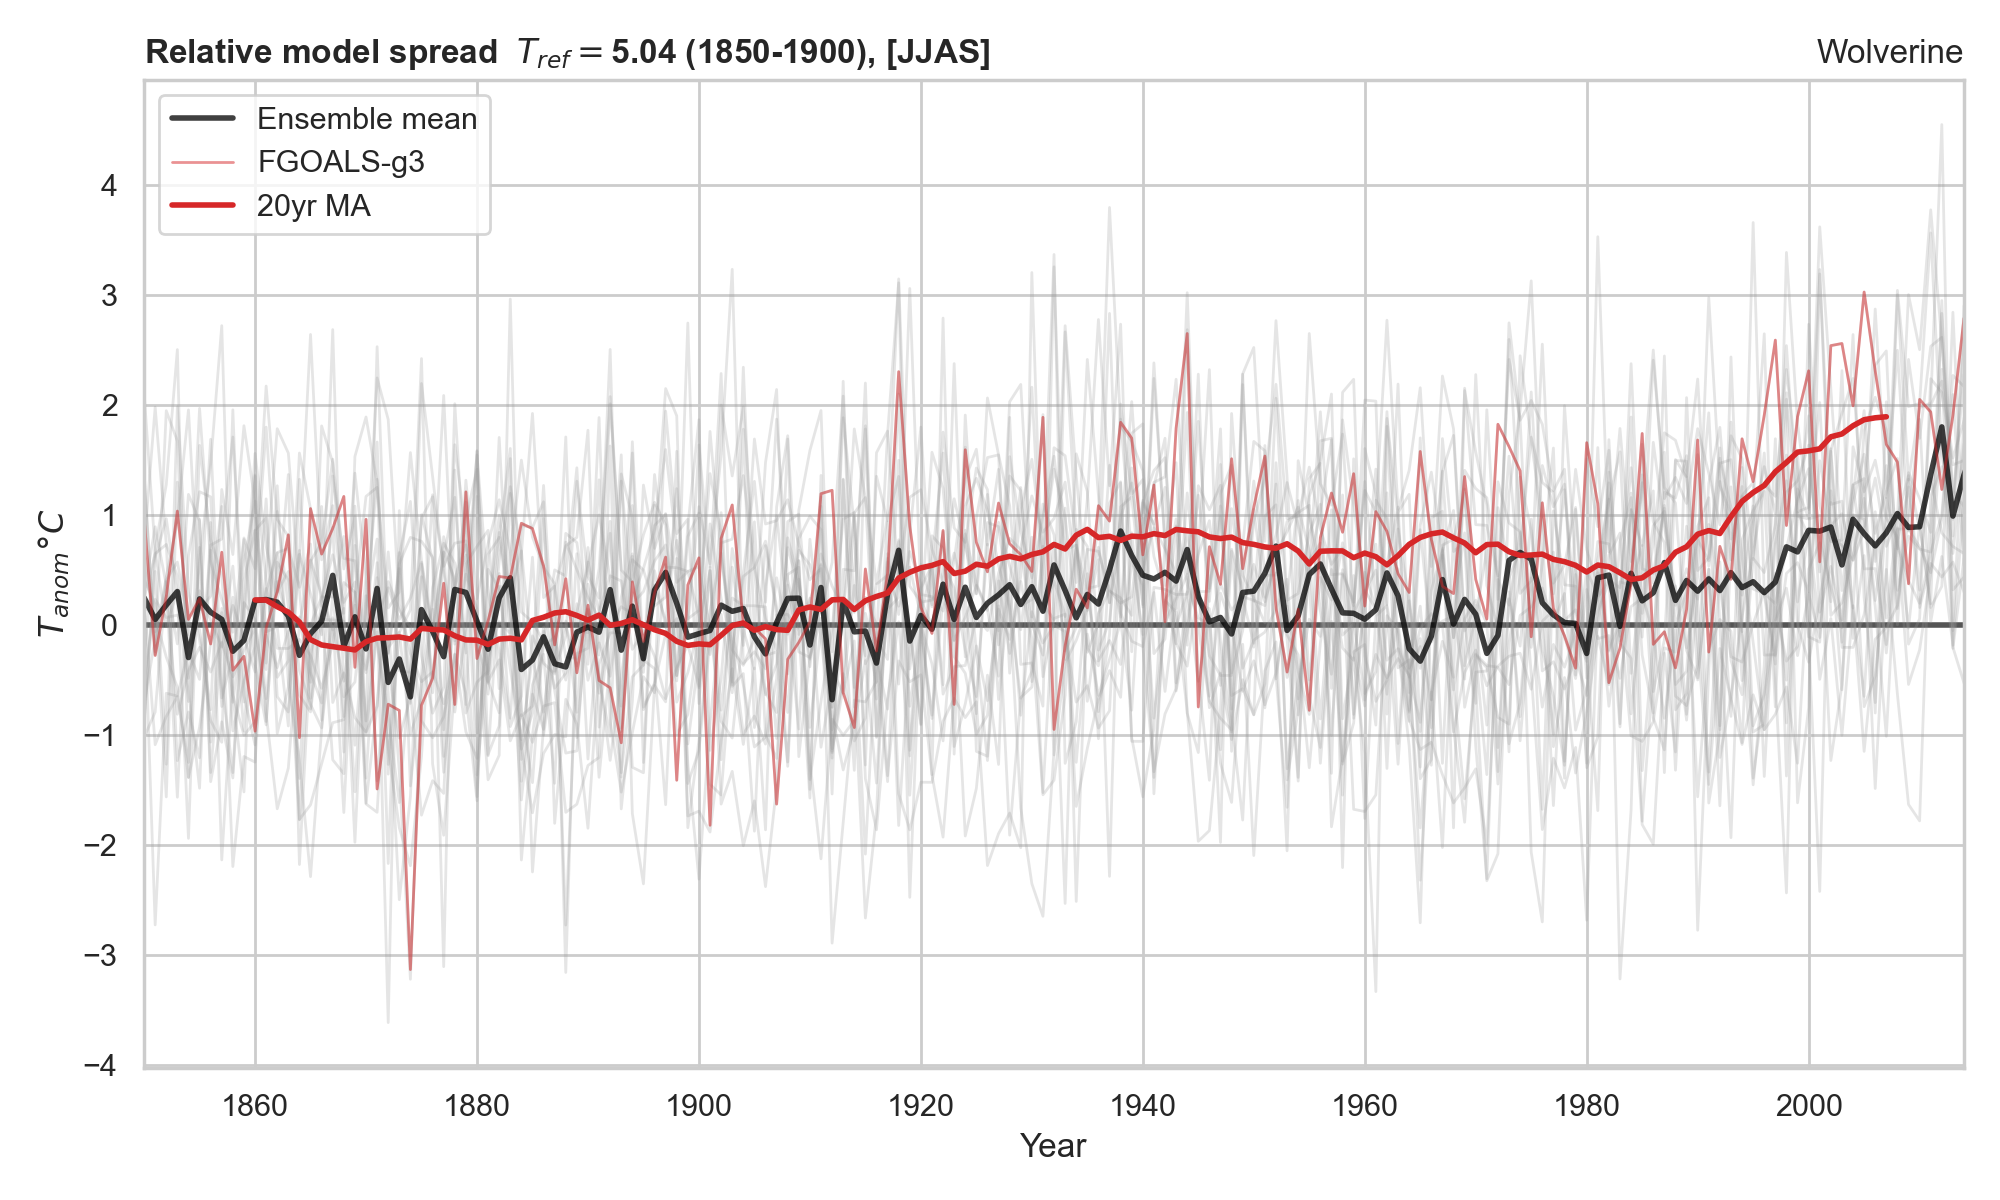 Relative model spread T_ref = 5.04 (1850-1900), [JJAS]
Wolverine
Ensemble mean
FGOALS-g3
20yr MA
4
3
2
1
0
−1
−2
−3
−4
T_anom °C
1860 1880 1900 1920 1940 1960 1980 2000
Year